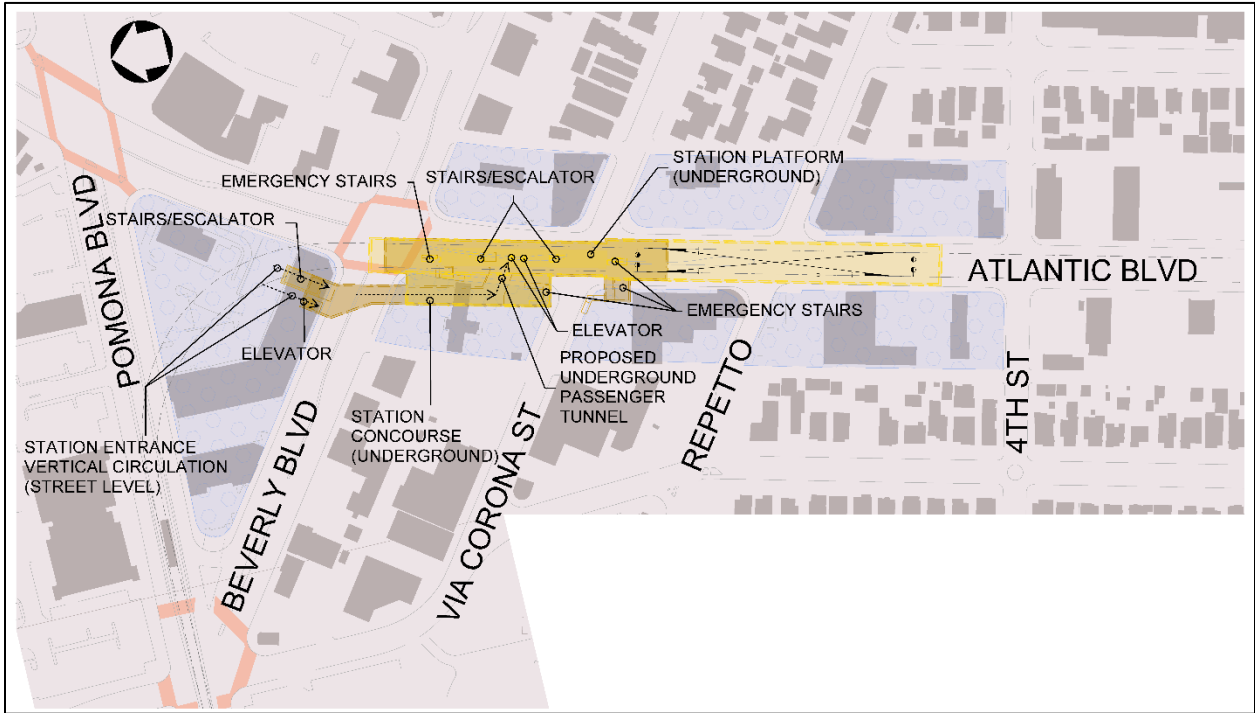 STATION PLATFORM
(UNDERGROUND)
EMERGENCY STAIRS
STAIRS/ESCALATOR
POMONA BLVD
STAIRS/ESCALATOR
ATLANTIC BLVD
EMERGENCY STAIRS
ELEVATOR
ELEVATOR
PROPOSED
UNDERGROUND
PASSENGER
TUNNEL
STATION
CONCOURSE
(UNDERGROUND)
STATION ENTRANCE
VERTICAL CIRCULATION
(STREET LEVEL)
BEVERLY BLVD
VIA CORONA ST
REPETTO
4TH ST